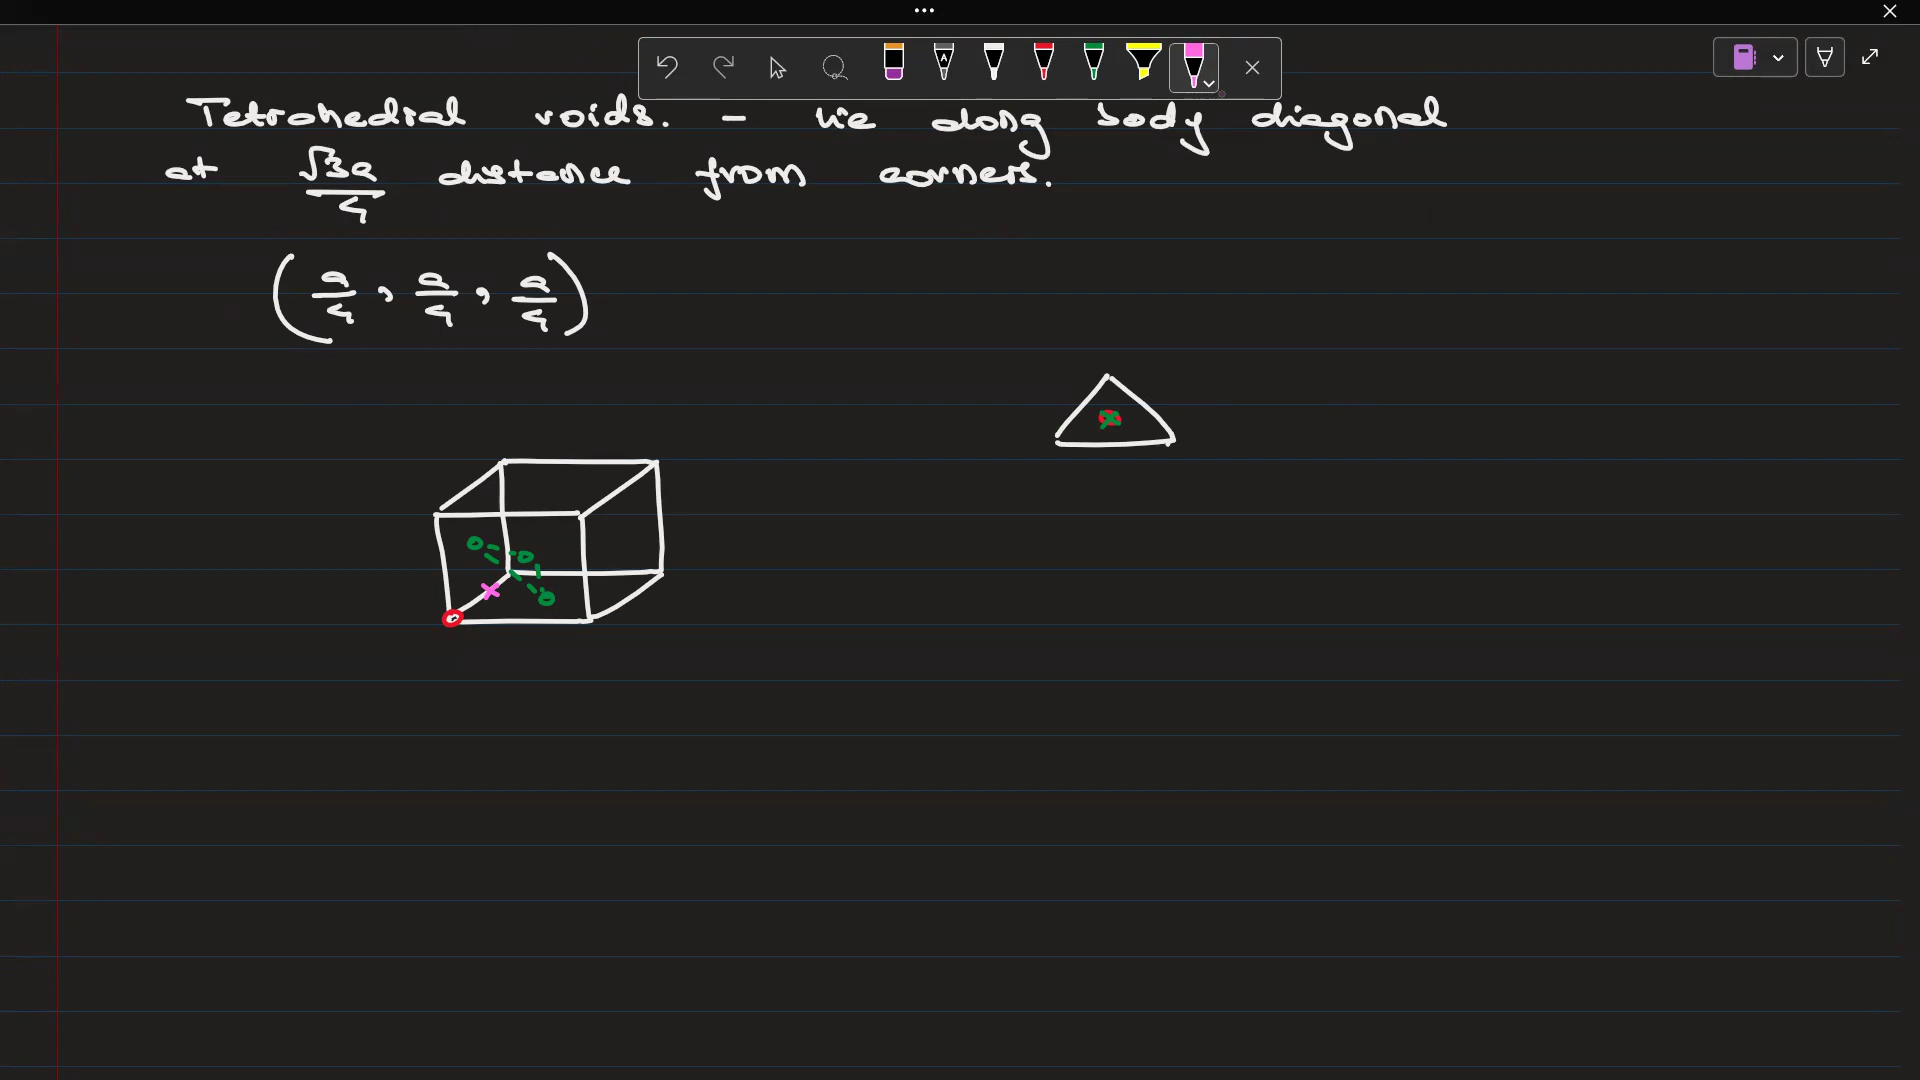 Tetrahedral voids. - lie along body diagonal
at √3a/4 distance from corners.
(a/4, a/4, a/4)